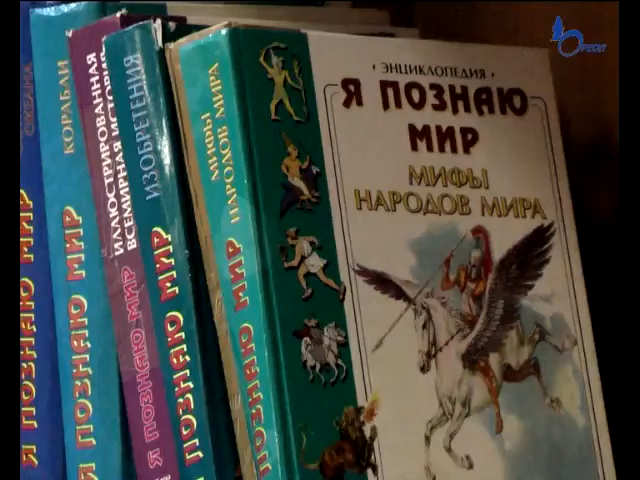 Орион
ЭНЦИКЛОПЕДИЯ
Я ПОЗНАЮ
МИР
МИФЫ
НАРОДОВ МИРА
Я ПОЗНАЮ МИР
Я ПОЗНАЮ МИР
КОРАБЛИ
Я ПОЗНАЮ МИР
ИЛЛЮСТРИРОВАННАЯ
ВСЕМИРНАЯ ИСТОРИЯ
Я ПОЗНАЮ МИР
ИЗОБРЕТЕНИЯ
ПОЗНАЮ МИР
МИФЫ
НАРОДОВ МИРА